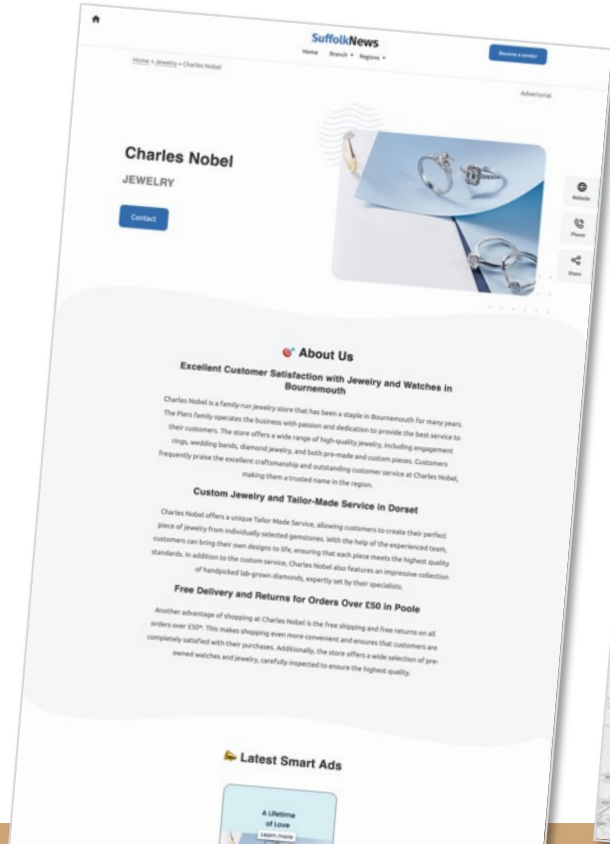 SuffolkNews
Home Branch Regions
Become a vendor
Home » Jewelry » Charles Nobel
Advertorial
Charles Nobel
JEWELRY
Contact
Website
Phone
Share
About Us
Excellent Customer Satisfaction with Jewelry and Watches in
Bournemouth
Charles Nobel is a family-run jewelry store that has been a staple in Bournemouth for many years.
The Piers family operates the business with passion and dedication to provide the best service to
their customers. The store offers a wide range of high-quality jewelry, including engagement
rings, wedding bands, diamond jewelry, and both pre-made and custom pieces. Customers
frequently praise the excellent craftsmanship and outstanding customer service at Charles Nobel,
making them a trusted name in the region.
Custom Jewelry and Tailor-Made Service in Dorset
Charles Nobel offers a unique Tailor Made Service, allowing customers to create their perfect
piece of jewelry from individually selected gemstones. With the help of the experienced team,
customers can bring their own designs to life, ensuring that each piece meets the highest quality
standards. In addition to the custom service, Charles Nobel also features an impressive collection
of handpicked lab-grown diamonds, expertly set by their specialists.
Free Delivery and Returns for Orders Over £50 in Poole
Another advantage of shopping at Charles Nobel is the free shipping and free returns on all
orders over £50*. This makes shopping even more convenient and ensures that customers are
completely satisfied with their purchases. Additionally, the store offers a wide selection of pre-
owned watches and jewelry, carefully inspected to ensure the highest quality.
Latest Smart Ads
A Lifetime
of Love
Learn more